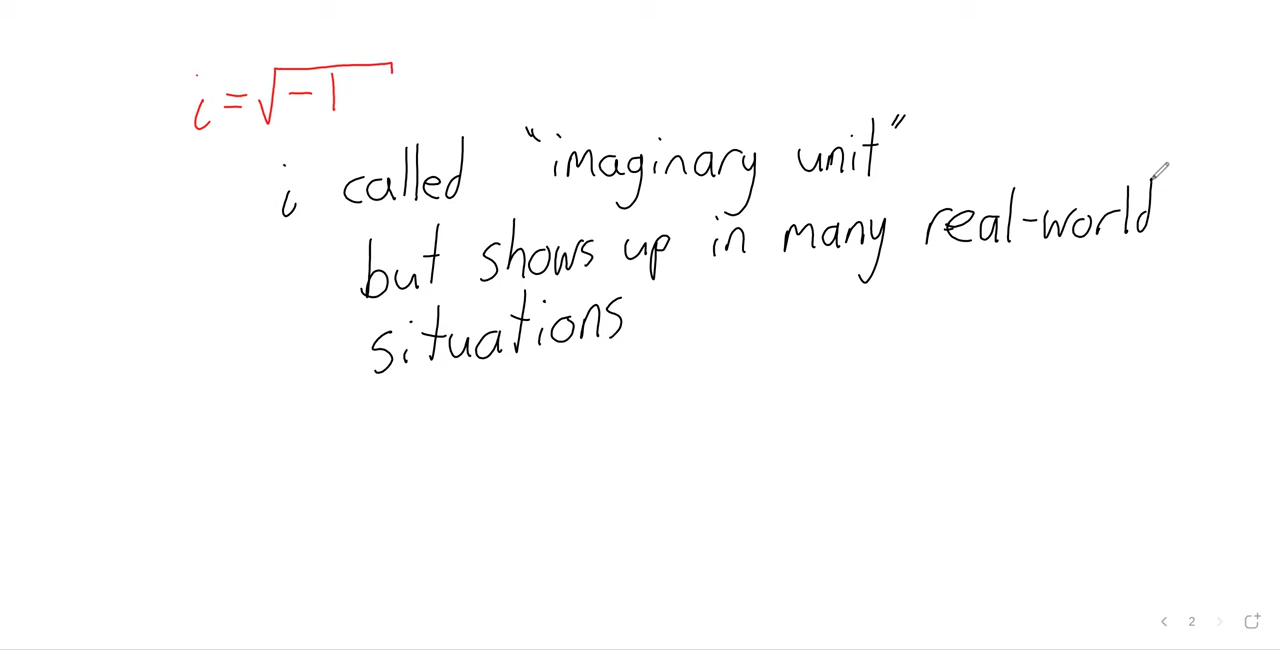 i = √-1
i called "imaginary unit"
but shows up in many real-world
situations
2